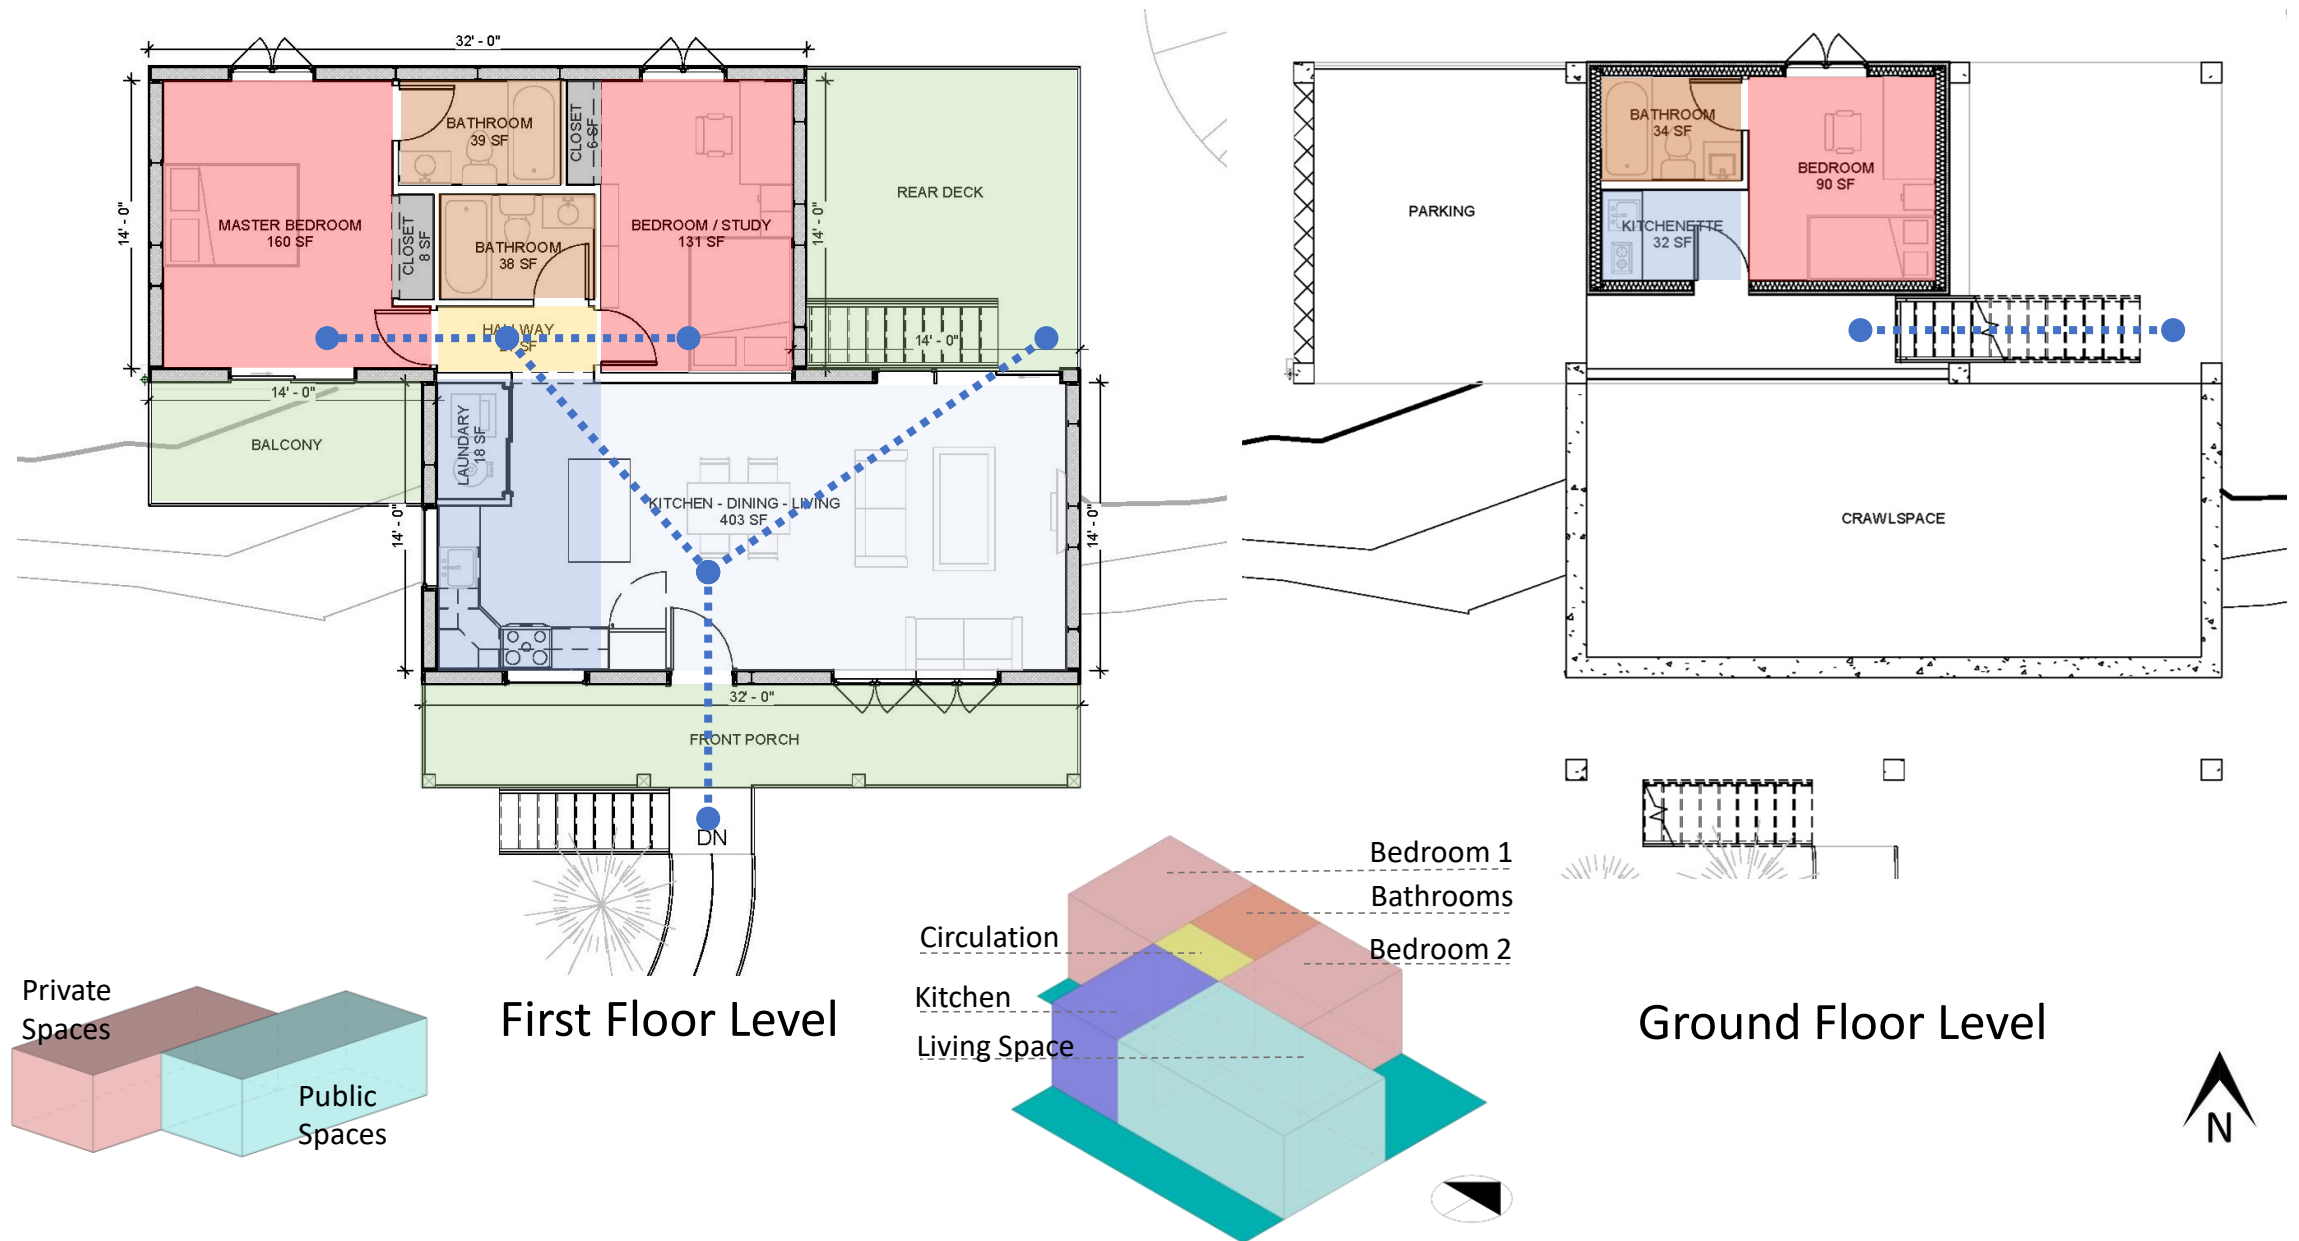 32' - 0"
BATHROOM
39 SF
CLOSET
6 SF
14' - 0"
14' - 0"
REAR DECK
MASTER BEDROOM
160 SF
CLOSET
8 SF
BATHROOM
38 SF
BEDROOM / STUDY
131 SF
HALLWAY
SF
14' - 0"
14' - 0"
BALCONY
LAUNDARY
18 SF
14' - 0"
KITCHEN - DINING - LIVING
403 SF
14' - 0"
32' - 0"
FRONT PORCH
DN
First Floor Level
PARKING
BATHROOM
34 SF
BEDROOM
90 SF
KITCHENETTE
32 SF
CRAWLSPACE
Ground Floor Level
Private
Spaces
Public
Spaces
Bedroom 1
Bathrooms
Circulation
Bedroom 2
Kitchen
Living Space
N